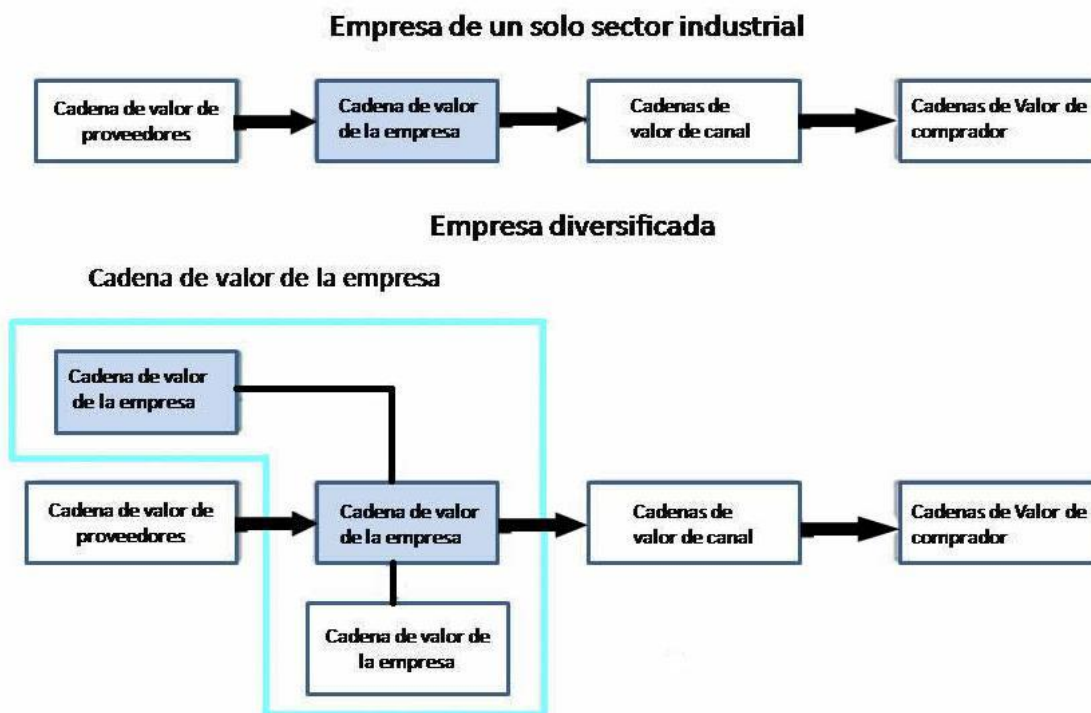 Empresa de un solo sector industrial
Cadena de valor de
proveedores
Cadena de valor
de la empresa
Cadenas de
valor de canal
Cadenas de Valor de
comprador
Empresa diversificada
Cadena de valor de la empresa
Cadena de valor
de la empresa
Cadena de valor de
proveedores
Cadena de valor
de la empresa
Cadenas de
valor de canal
Cadenas de Valor de
comprador
Cadena de valor de
la empresa